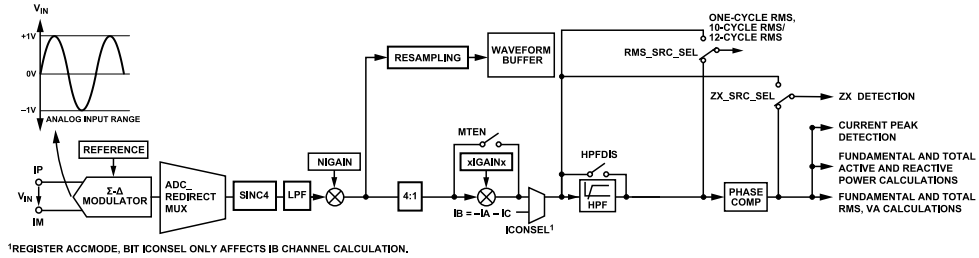 VIN
+1V
0V
–1V
ANALOG INPUT RANGE
REFERENCE
IP
VIN
IM
Σ-Δ
MODULATOR
ADC_
REDIRECT
MUX
SINC4
LPF
NIGAIN
RESAMPLING
WAVEFORM
BUFFER
4:1
MTEN
xIGAINx
IB = –IA – IC
ICONSEL1
HPFDIS
HPF
ONE-CYCLE RMS,
10-CYCLE RMS/
12-CYCLE RMS
RMS_SRC_SEL
ZX_SRC_SEL
ZX DETECTION
PHASE
COMP
CURRENT PEAK
DETECTION
FUNDAMENTAL AND TOTAL
ACTIVE AND REACTIVE
POWER CALCULATIONS
FUNDAMENTAL AND TOTAL
RMS, VA CALCULATIONS
1REGISTER ACCMODE, BIT ICONSEL ONLY AFFECTS IB CHANNEL CALCULATION.